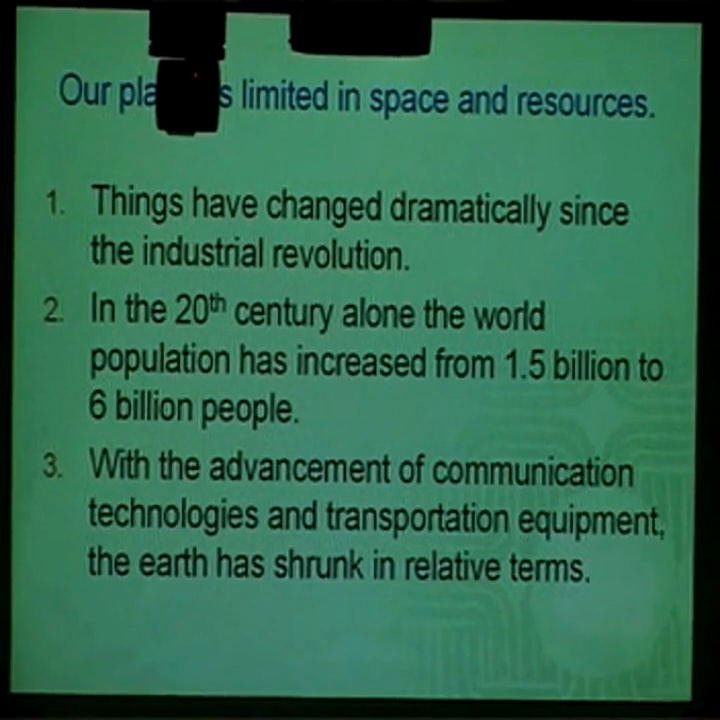 Our s limited in space and resources.
1. Things have changed dramatically since
the industrial revolution.
2. In the 20th century alone the world
population has increased from 1.5 billion to
6 billion people.
3. With the advancement of communication
technologies and transportation equipment,
the earth has shrunk in relative terms.